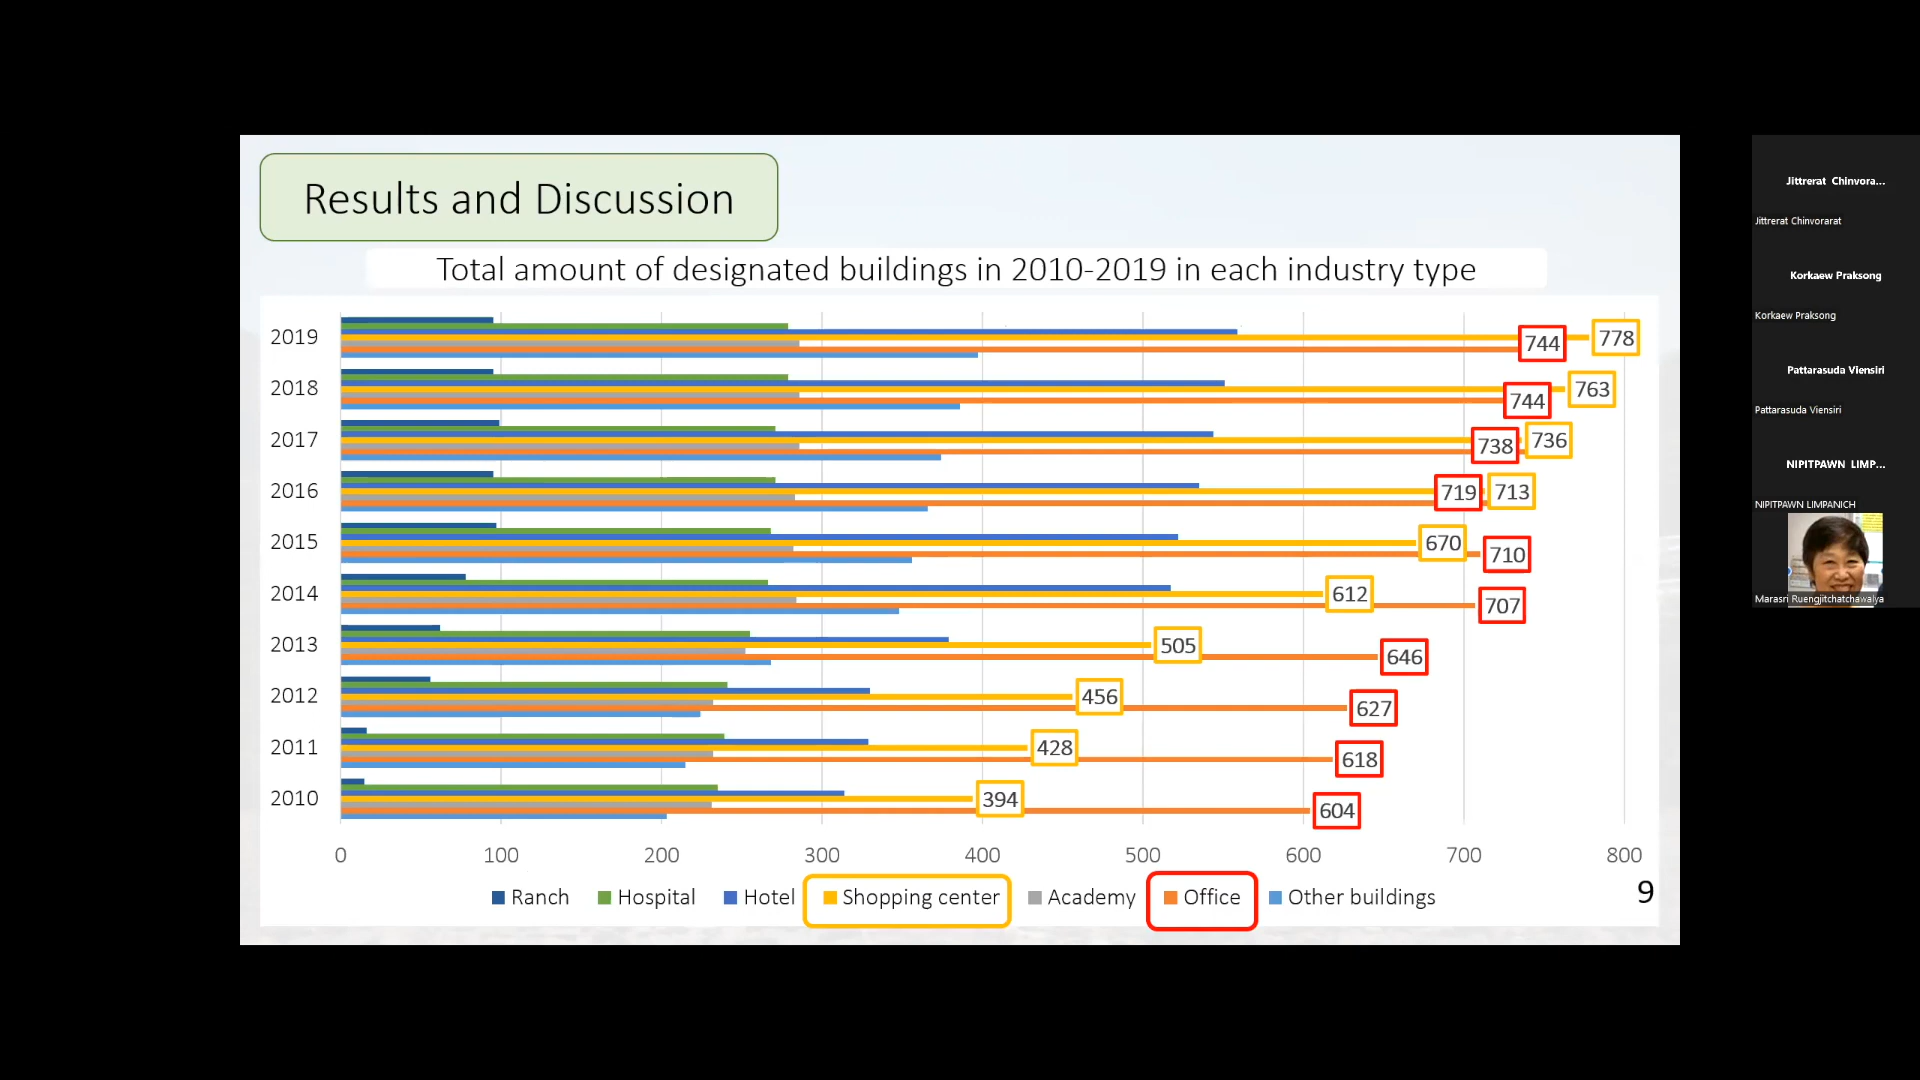 Results and Discussion
Total amount of designated buildings in 2010-2019 in each industry type
2019
744
778
2018
744
763
2017
738
736
2016
719
713
2015
670
710
2014
612
707
2013
505
646
2012
456
627
2011
428
618
2010
394
604
0 100 200 300 400 500 600 700 800
Ranch Hospital Hotel Shopping center Academy Office Other buildings
9
Jittrerat Chinvora...
Jittrerat Chinvorarat
Korkaew Praksong
Korkaew Praksong
Pattarasuda Viensiri
Pattarasuda Viensiri
NIPITPAWN LIMP...
NIPITPAWN LIMPANICH
Marasri Ruengjitchatchawalya